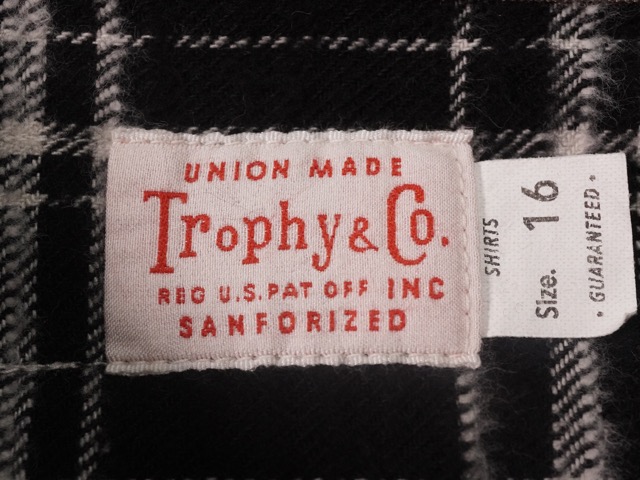 UNION MADE
Trophy & Co.
REG U.S. PAT OFF INC
SANFORIZED
SHIRTS
Size. 16
• GUARANTEED •